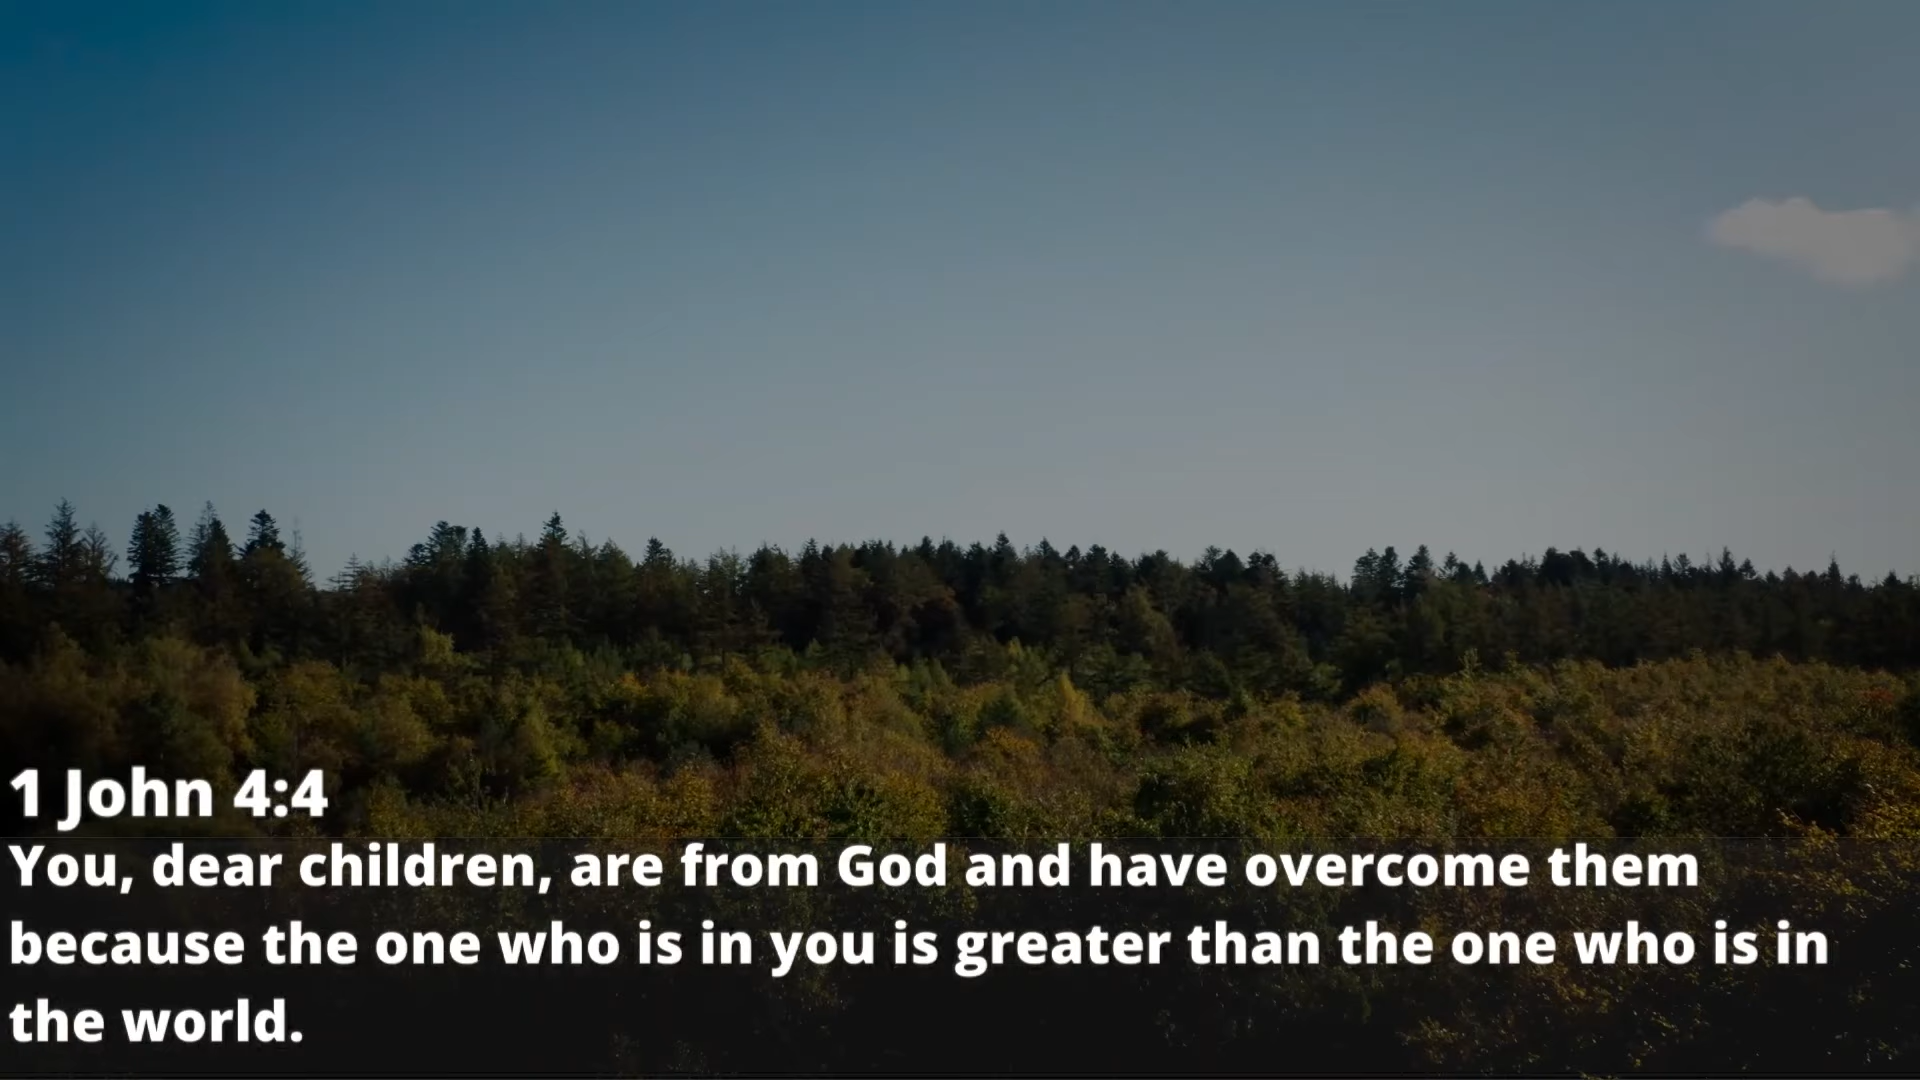 1 John 4:4
You, dear children, are from God and have overcome them
because the one who is in you is greater than the one who is in
the world.